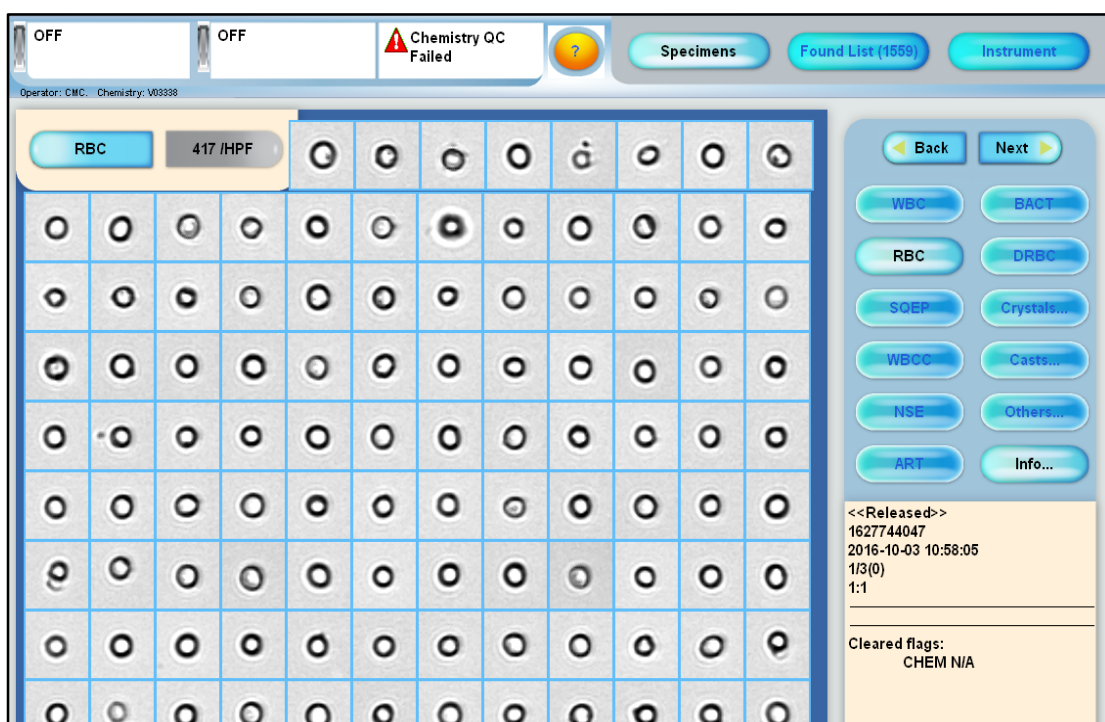 OFF
OFF
Chemistry QC
Failed
?
Specimens
Found List (1559)
Instrument
Operator: CMC. Chemistry: V03338
RBC
417 /HPF
Back
Next
WBC
BACT
RBC
DRBC
SQEP
Crystals...
WBCC
Casts...
NSE
Others...
ART
Info...
<<Released>>
1627744047
2016-10-03 10:58:05
1/3(0)
1:1
Cleared flags:
CHEM N/A